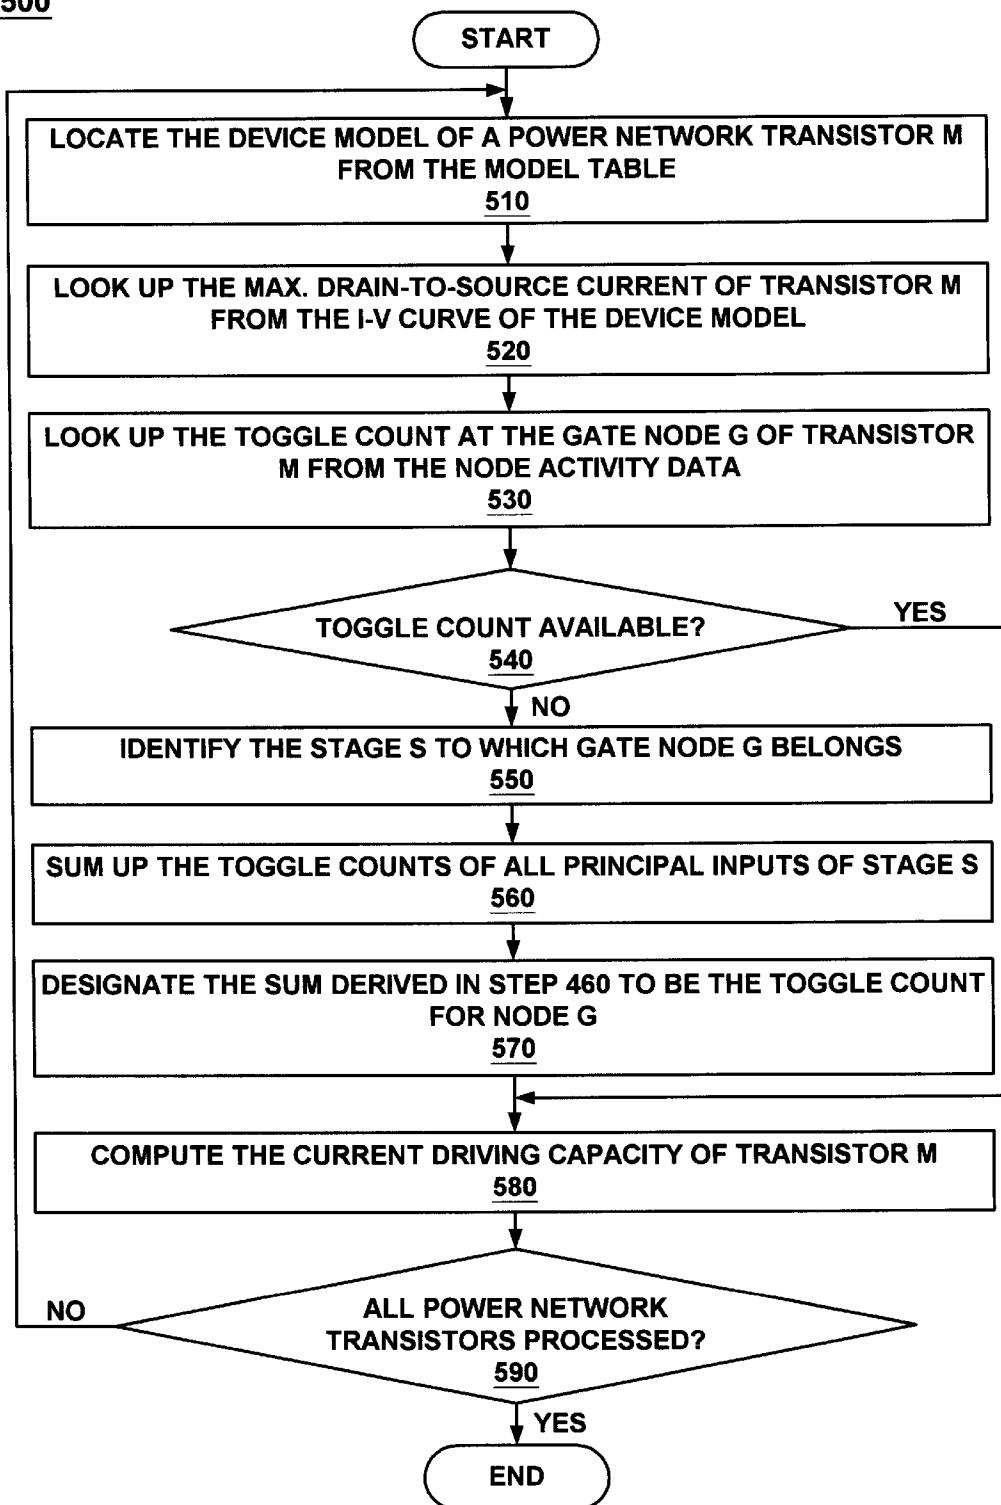 500
START
LOCATE THE DEVICE MODEL OF A POWER NETWORK TRANSISTOR M
FROM THE MODEL TABLE
510
LOOK UP THE MAX. DRAIN-TO-SOURCE CURRENT OF TRANSISTOR M
FROM THE I-V CURVE OF THE DEVICE MODEL
520
LOOK UP THE TOGGLE COUNT AT THE GATE NODE G OF TRANSISTOR
M FROM THE NODE ACTIVITY DATA
530
TOGGLE COUNT AVAILABLE?
540
YES
NO
IDENTIFY THE STAGE S TO WHICH GATE NODE G BELONGS
550
SUM UP THE TOGGLE COUNTS OF ALL PRINCIPAL INPUTS OF STAGE S
560
DESIGNATE THE SUM DERIVED IN STEP 460 TO BE THE TOGGLE COUNT
FOR NODE G
570
COMPUTE THE CURRENT DRIVING CAPACITY OF TRANSISTOR M
580
NO
ALL POWER NETWORK
TRANSISTORS PROCESSED?
590
YES
END